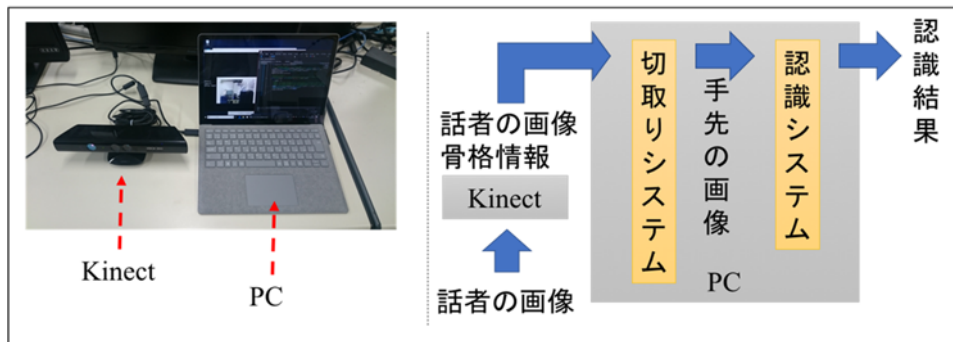 Kinect
PC
話者の画像
骨格情報
Kinect
話者の画像
切取りシステム
手先の画像
認識システム
PC
認識結果